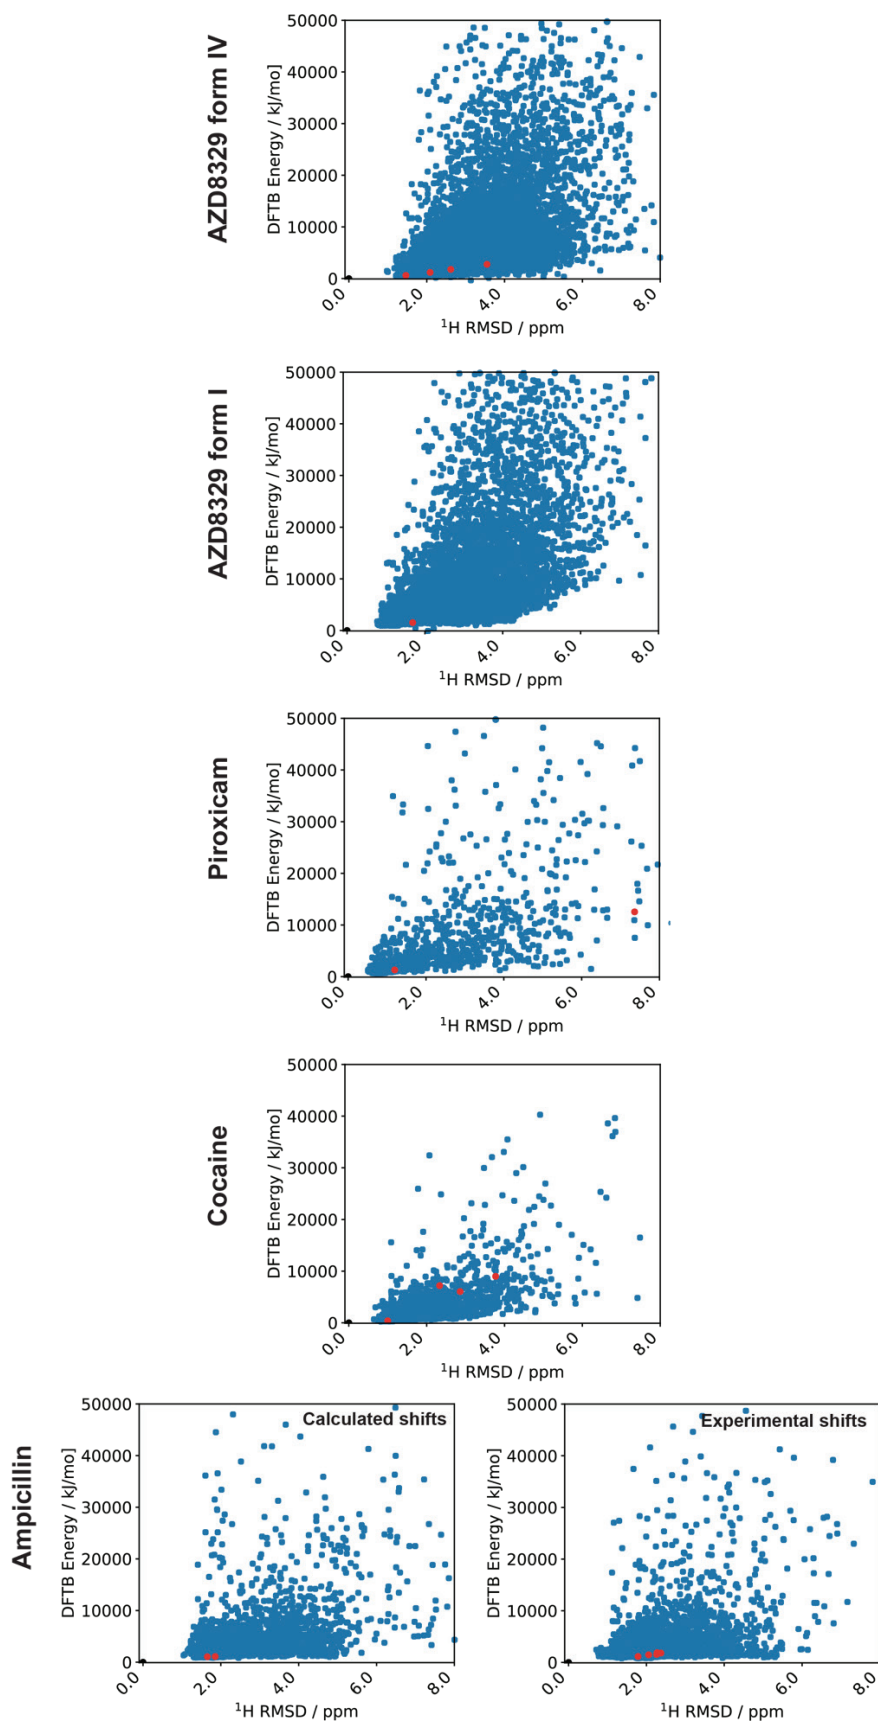 AZD8329 form IV
DFTB Energy / kJ/mo]
50000
40000
30000
20000
10000
0
0.0 2.0 4.0 6.0 8.0
¹H RMSD / ppm
AZD8329 form I
DFTB Energy / kJ/mo]
50000
40000
30000
20000
10000
0
0.0 2.0 4.0 6.0 8.0
¹H RMSD / ppm
Piroxicam
DFTB Energy / kJ/mo]
50000
40000
30000
20000
10000
0
0.0 2.0 4.0 6.0 8.0
¹H RMSD / ppm
Cocaine
DFTB Energy / kJ/mo]
50000
40000
30000
20000
10000
0
0.0 2.0 4.0 6.0 8.0
¹H RMSD / ppm
Ampicillin
Calculated shifts
DFTB Energy / kJ/mo]
50000
40000
30000
20000
10000
0
0.0 2.0 4.0 6.0 8.0
¹H RMSD / ppm
Experimental shifts
DFTB Energy / kJ/mo]
50000
40000
30000
20000
10000
0
0.0 2.0 4.0 6.0 8.0
¹H RMSD / ppm